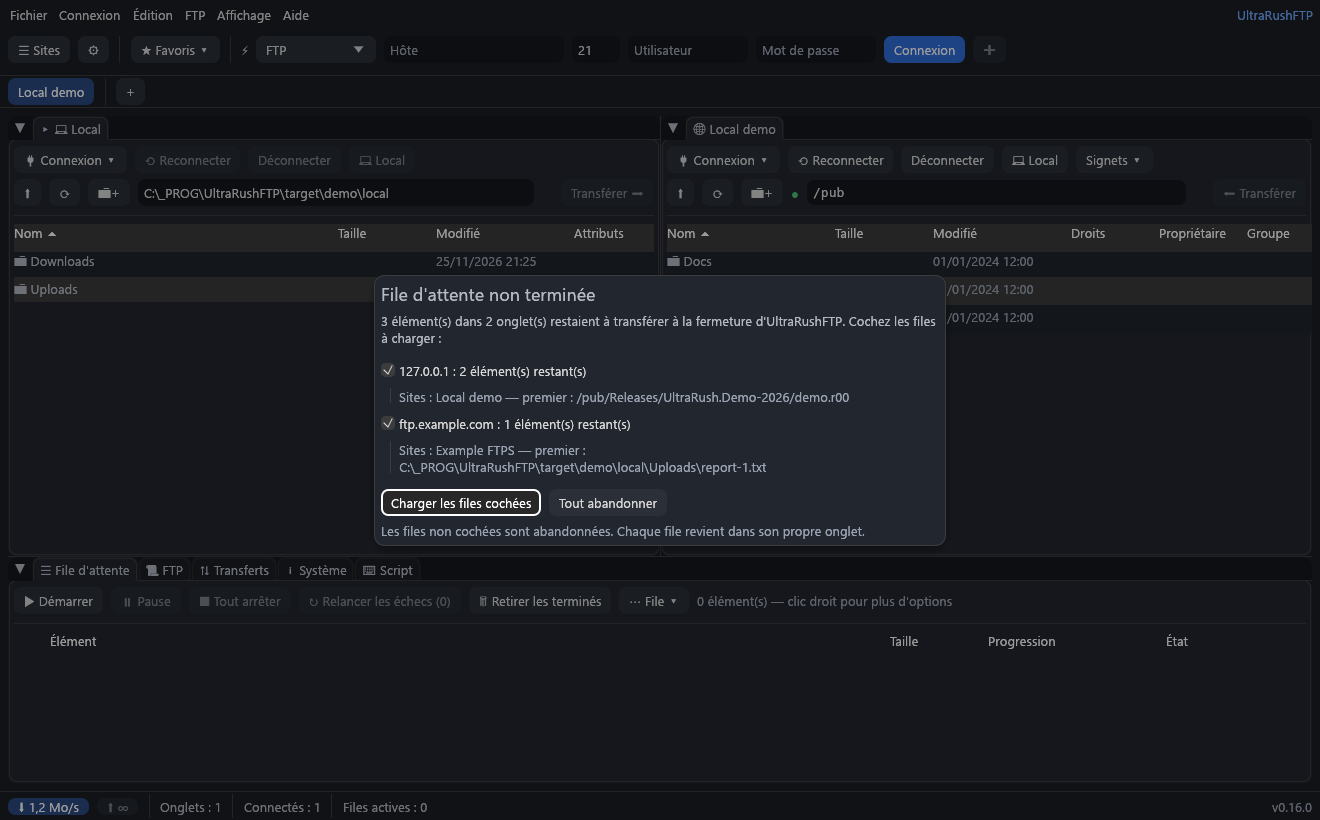 Fichier Connexion Édition FTP Affichage Aide UltraRushFTP
☰ Sites ⚙ ★ Favoris ▾ ⚡ FTP ▼ Hôte 21 Utilisateur Mot de passe Connexion +
Local demo +
▼ ▸ Local ▼ Local demo
Connexion ▾ Reconnecter Déconnecter Local Connexion ▾ Reconnecter Déconnecter Local Signets ▾
C:\_PROG\UltraRushFTP\target\demo\local Transférer /pub Transférer
Nom Taille Modifié Attributs Nom Taille Modifié Droits Propriétaire Groupe
Downloads 25/11/2026 21:25 Docs 01/01/2024 12:00
Uploads /01/2024 12:00
/01/2024 12:00
File d'attente non terminée
3 élément(s) dans 2 onglet(s) restaient à transférer à la fermeture d'UltraRushFTP. Cochez les files
à charger :
127.0.0.1 : 2 élément(s) restant(s)
Sites : Local demo — premier : /pub/Releases/UltraRush.Demo-2026/demo.r00
ftp.example.com : 1 élément(s) restant(s)
Sites : Example FTPS — premier :
C:\_PROG\UltraRushFTP\target\demo\local\Uploads\report-1.txt
Charger les files cochées Tout abandonner
Les files non cochées sont abandonnées. Chaque file revient dans son propre onglet.
▼ ☰ File d'attente FTP Transferts Système Script
▶ Démarrer Pause Tout arrêter Relancer les échecs (0) Retirer les terminés ··· File ▾ 0 élément(s) — clic droit pour plus d'options
Élément Taille Progression État
1,2 Mo/s ∞ Onglets : 1 Connectés : 1 Files actives : 0 v0.16.0